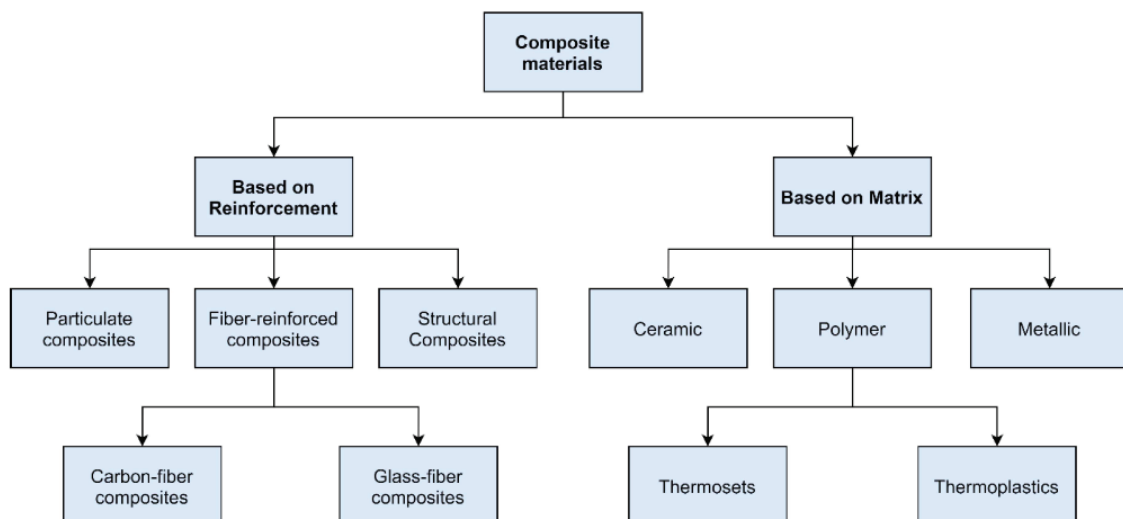 Composite
materials
Based on
Reinforcement
Based on Matrix
Particulate
composites
Fiber-reinforced
composites
Structural
Composites
Ceramic
Polymer
Metallic
Carbon-fiber
composites
Glass-fiber
composites
Thermosets
Thermoplastics